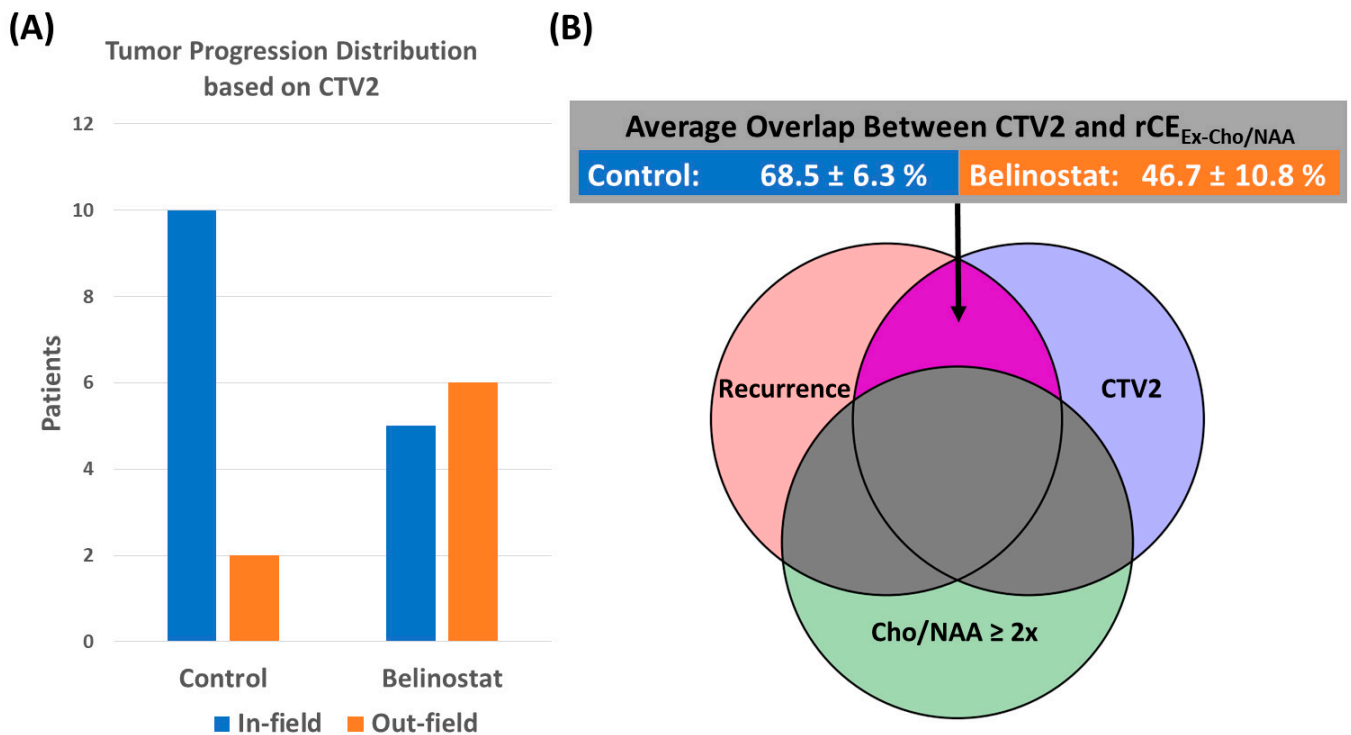 (A)
Tumor Progression Distribution
based on CTV2
12
10
8
6
4
2
0
Patients
Control Belinostat
In-field Out-field
(B)
Average Overlap Between CTV2 and rCE_Ex-Cho/NAA
Control: 68.5 ± 6.3 % Belinostat: 46.7 ± 10.8 %
Recurrence CTV2
Cho/NAA ≥ 2x